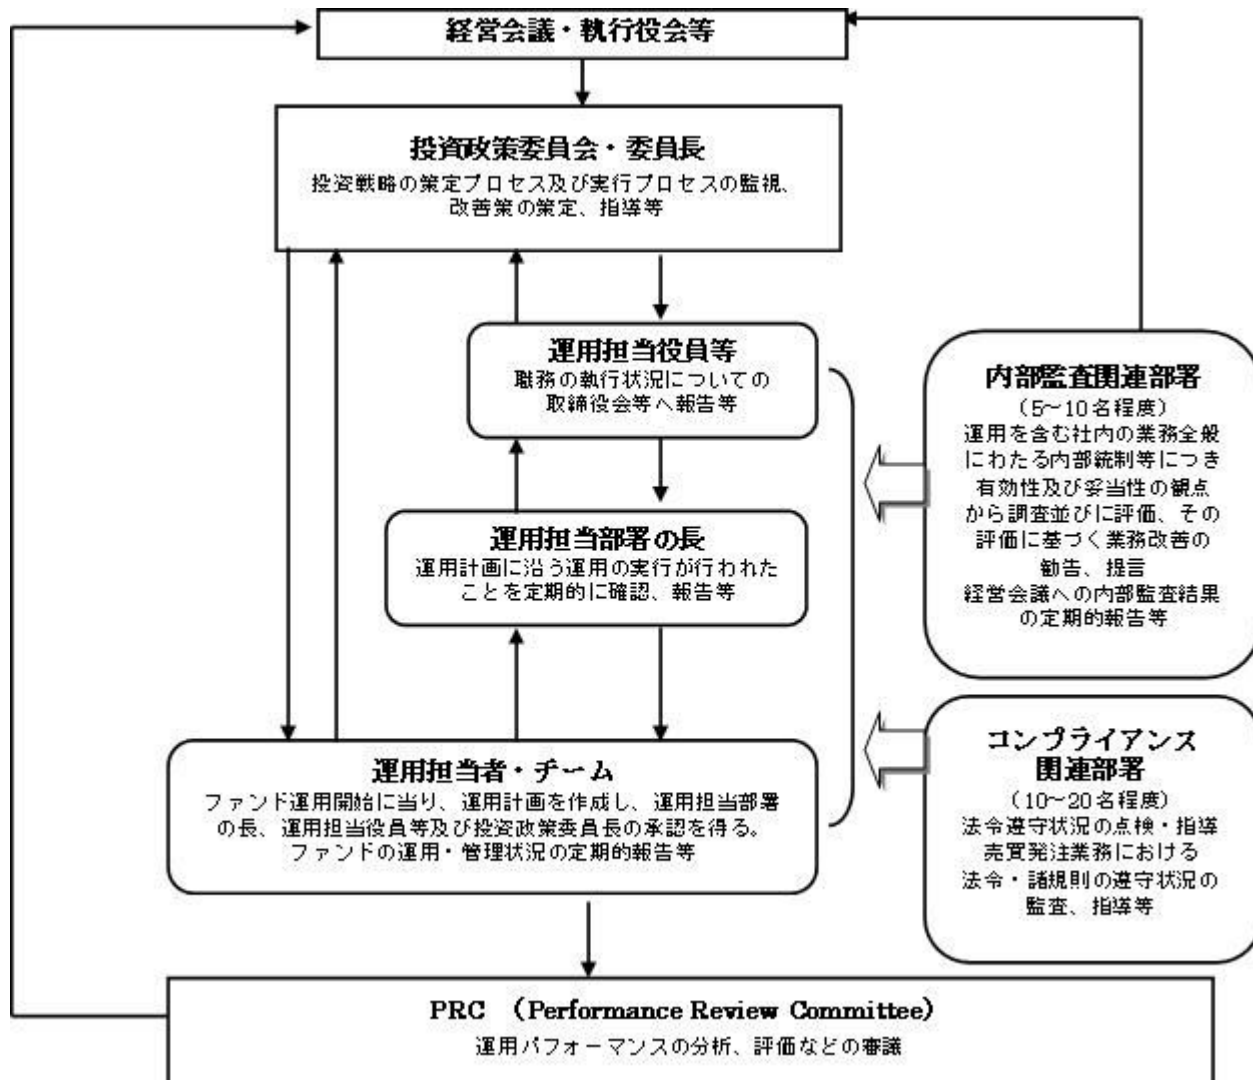 経営会議・執行役会等
投資政策委員会・委員長
投資戦略の策定プロセス及び実行プロセスの監視、
改善策の策定、指導等
運用担当役員等
職務の執行状況についての
取締役会等へ報告等
運用担当部署の長
運用計画に沿う運用の実行が行われた
ことを定期的に確認、報告等
運用担当者・チーム
ファンド運用開始に当り、運用計画を作成し、運用担当部署
の長、運用担当役員等及び投資政策委員長の承認を得る。
ファンドの運用・管理状況の定期的報告等
内部監査関連部署
（5～10名程度）
運用を含む社内の業務全般
にわたる内部統制等につき
有効性及び妥当性の観点
から調査並びに評価、その
評価に基づく業務改善の
勧告、提言
経営会議への内部監査結果
の定期的報告等
コンプライアンス
関連部署
（10～20名程度）
法令遵守状況の点検・指導
売買発注業務における
法令・諸規則の遵守状況の
監査、指導等
PRC （Performance Review Committee）
運用パフォーマンスの分析、評価などの審議